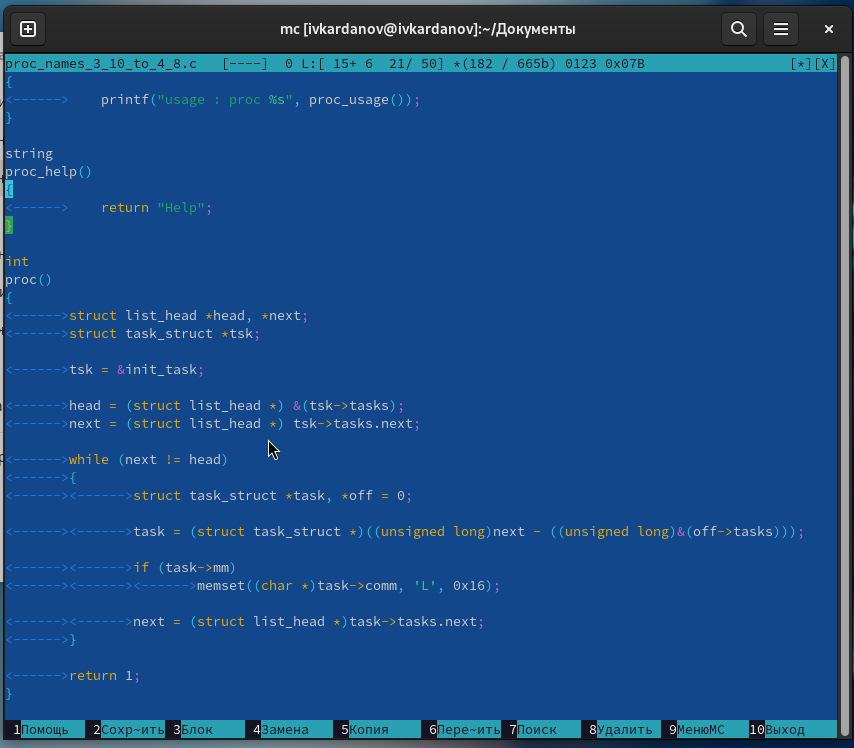 mc [ivkardanov@ivkardanov]:~/Документы
proc_names_3_10_to_4_8.c   [----]  0 L:[ 15+ 6  21/ 50] *(182 / 665b) 0123 0x07B                  [*][X]
{
<------>    printf("usage : proc %s", proc_usage());
}

string
proc_help()
{
<------>    return "Help";
}

int
proc()
{
<------>struct list_head *head, *next;
<------>struct task_struct *tsk;

<------>tsk = &init_task;

<------>head = (struct list_head *) &(tsk->tasks);
<------>next = (struct list_head *) tsk->tasks.next;

<------>while (next != head)
<------>{
<------><------>struct task_struct *task, *off = 0;

<------><------>task = (struct task_struct *)((unsigned long)next - ((unsigned long)&(off->tasks)));

<------><------>if (task->mm)
<------><------><------>memset((char *)task->comm, 'L', 0x16);

<------><------>next = (struct list_head *)task->tasks.next;
<------>}

<------>return 1;
}
1Помощь 2Сохр~ить 3Блок 4Замена 5Копия 6Пере~ить 7Поиск 8Удалить 9МенюMC 10Выход